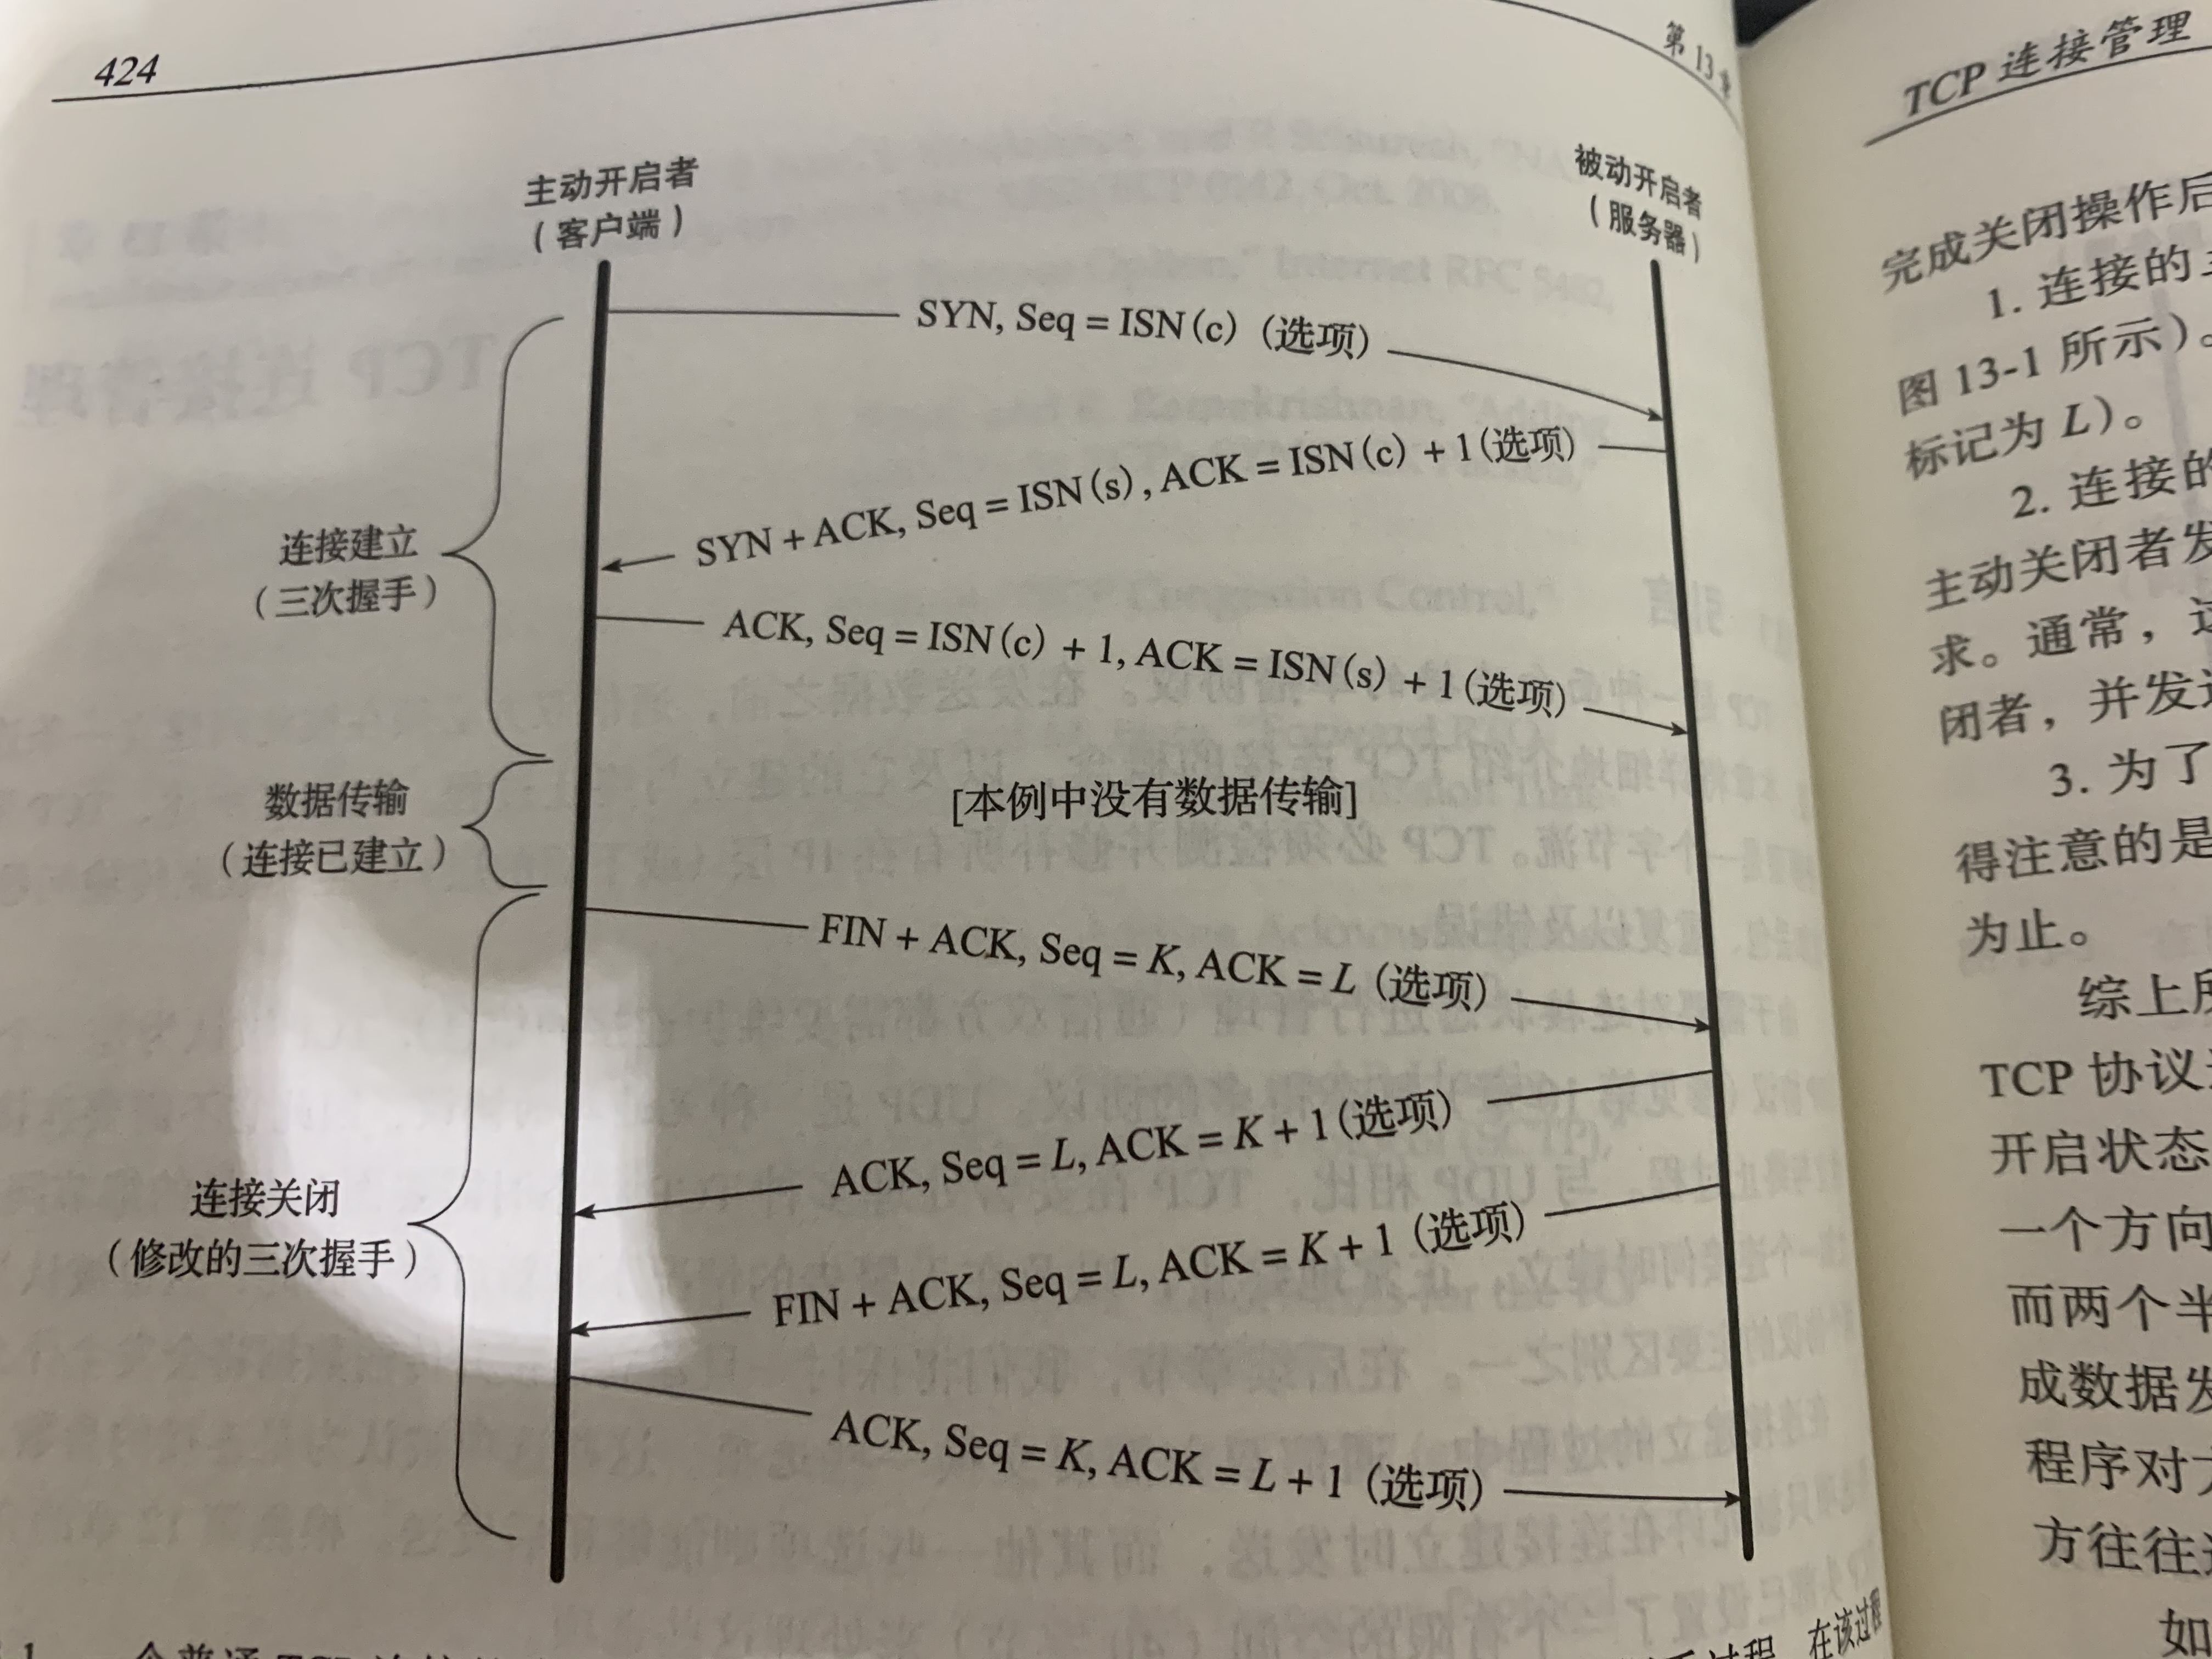 424
第 13 章
主动开启者
（客户端）
被动开启者
（服务器）
SYN, Seq = ISN(c)（选项）
SYN + ACK, Seq = ISN(s), ACK = ISN(c) + 1(选项)
连接建立
（三次握手）
ACK, Seq = ISN(c) + 1, ACK = ISN(s) + 1(选项)
数据传输
（连接已建立）
[本例中没有数据传输]
FIN + ACK, Seq = K, ACK = L (选项)
ACK, Seq = L, ACK = K + 1(选项)
连接关闭
（修改的三次握手）
FIN + ACK, Seq = L, ACK = K + 1 (选项)
ACK, Seq = K, ACK = L + 1 (选项)
在该过程
TCP 连接管理
完成关闭操作后
1. 连接的
图 13-1 所示）。
标记为 L）。
2. 连接的
主动关闭者发
求。通常，
闭者，并发送
3. 为了
得注意的是
为止。
综上所
TCP 协议
开启状态
一个方向
而两个半
成数据发
程序对
方往往
如